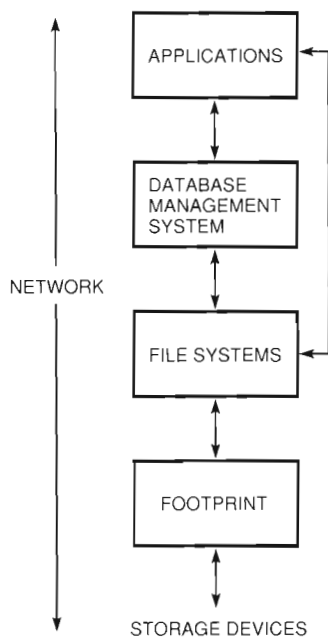 APPLICATIONS
DATABASE
MANAGEMENT
SYSTEM
NETWORK
FILE SYSTEMS
FOOTPRINT
STORAGE DEVICES